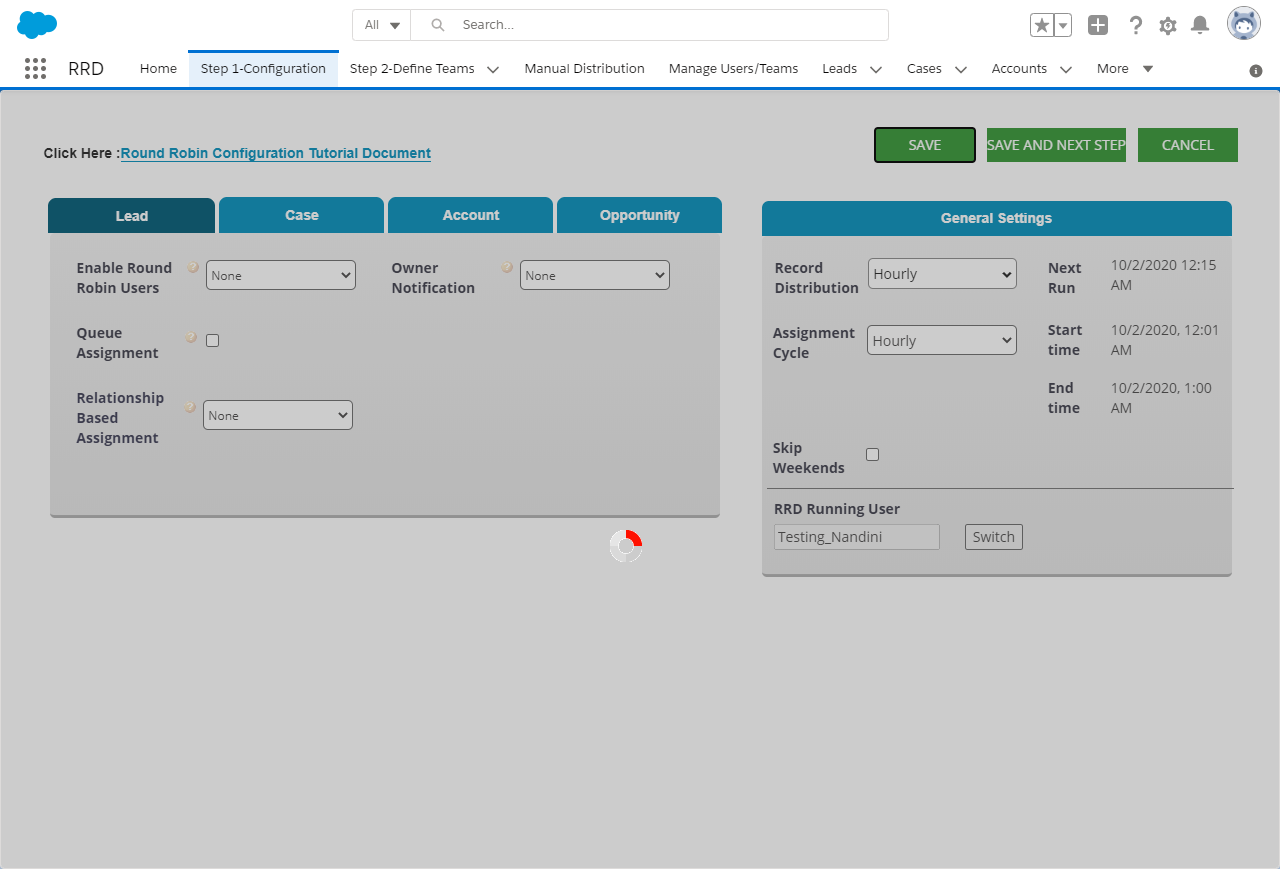 All
Search...
RRD
Home
Step 1-Configuration
Step 2-Define Teams
Manual Distribution
Manage Users/Teams
Leads
Cases
Accounts
More
Click Here :Round Robin Configuration Tutorial Document
SAVE
SAVE AND NEXT STEP
CANCEL
Lead
Case
Account
Opportunity
Enable Round
Robin Users
None
Owner
Notification
None
Queue
Assignment
Relationship
Based
Assignment
None
General Settings
Record
Distribution
Hourly
Next
Run
10/2/2020 12:15
AM
Assignment
Cycle
Hourly
Start
time
10/2/2020, 12:01
AM
End
time
10/2/2020, 1:00
AM
Skip
Weekends
RRD Running User
Testing_Nandini
Switch